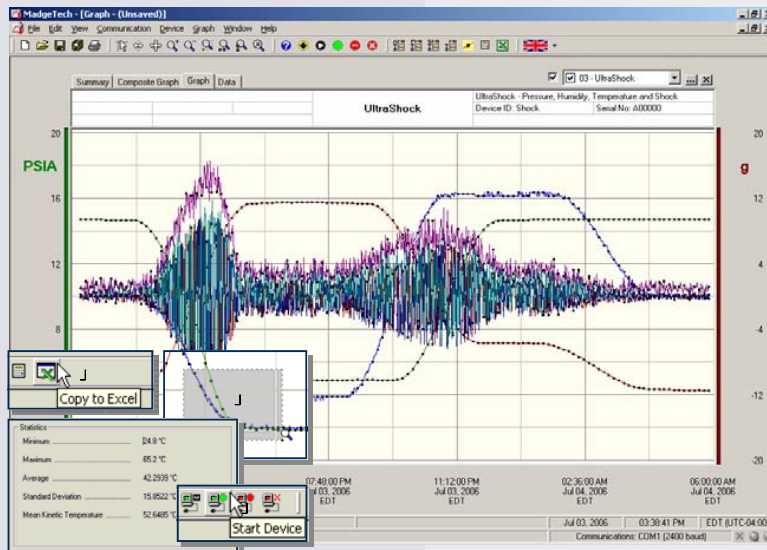 MadgeTech - [Graph - (Unsaved)]
File Edit View Communication Device Graph Window Help
Summary Composite Graph Graph Data
03 - UltraShock
UltraShock
UltraShock - Pressure, Humidity, Temperature and Shock
Device ID: Shock
Serial No: A00000
PSIA
g
20
16
12
8
20
12
4
-12
-20
Copy to Excel
Statistics
Minimum
24.8 °C
Maximum
65.2 °C
Average
42.2939 °C
Standard Deviation
15.8522 °C
Mean Kinetic Temperature
52.6485 °C
Start Device
07:48:00 PM
Jul 03, 2006
EDT
11:12:00 PM
Jul 03, 2006
EDT
02:36:00 AM
Jul 04, 2006
EDT
06:00:00 AM
Jul 04, 2006
EDT
Jul 03, 2006 03:38:41 PM EDT (UTC-04:00
Communications: COM1 (2400 baud)